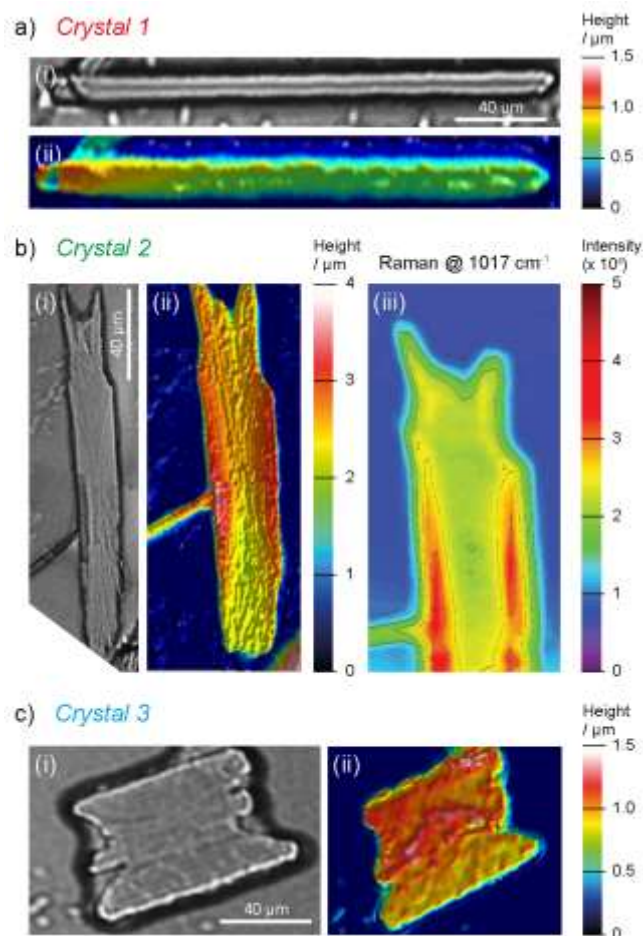 a) Crystal 1
Height
/ µm
(i)
40 µm
(ii)
1.5
1.0
0.5
0
b) Crystal 2
Height
/ µm
Raman @ 1017 cm⁻¹
Intensity
(i)
40 µm
(ii)
4
3
2
1
0
(iii)
5
4
3
2
1
0
c) Crystal 3
Height
/ µm
(i)
40 µm
(ii)
1.5
1.0
0.5
0